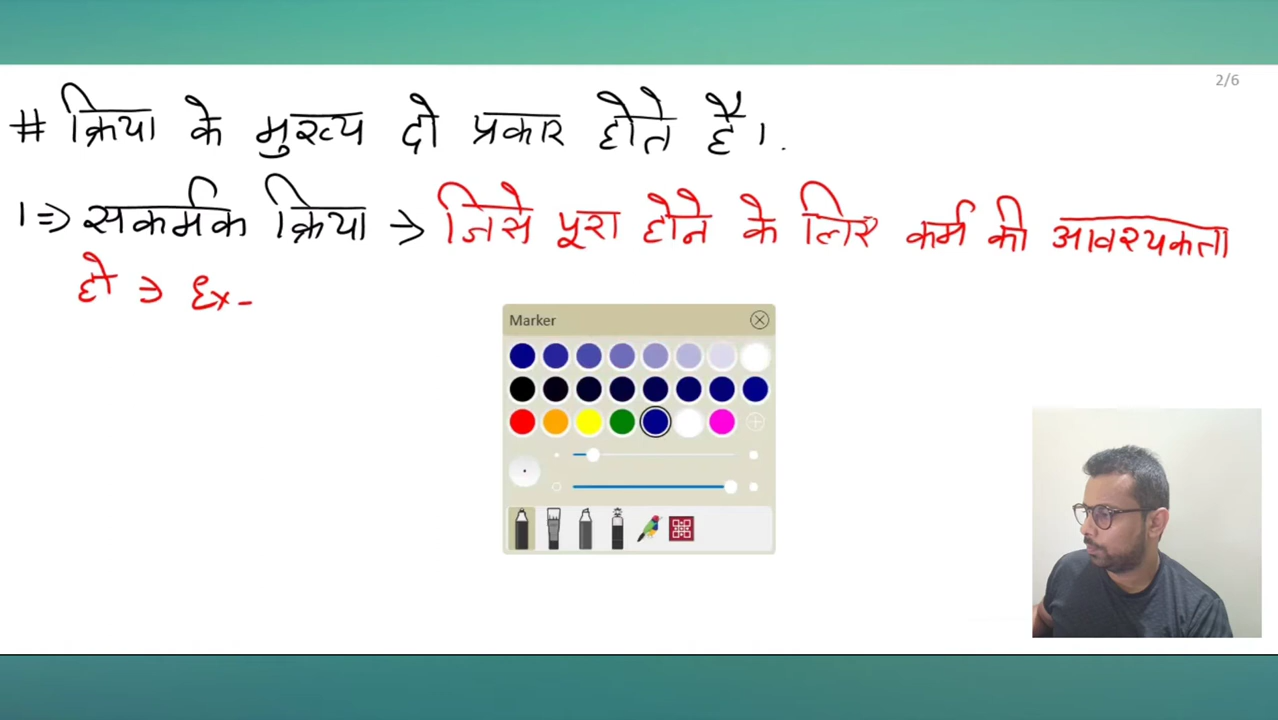 2/6
# क्रिया के मुख्य दो प्रकार होते हैं।
1⇒ सकर्मक क्रिया → जिसे पूरा होने के लिए कर्म की आवश्यकता
हो ⇒ Ex-
Marker